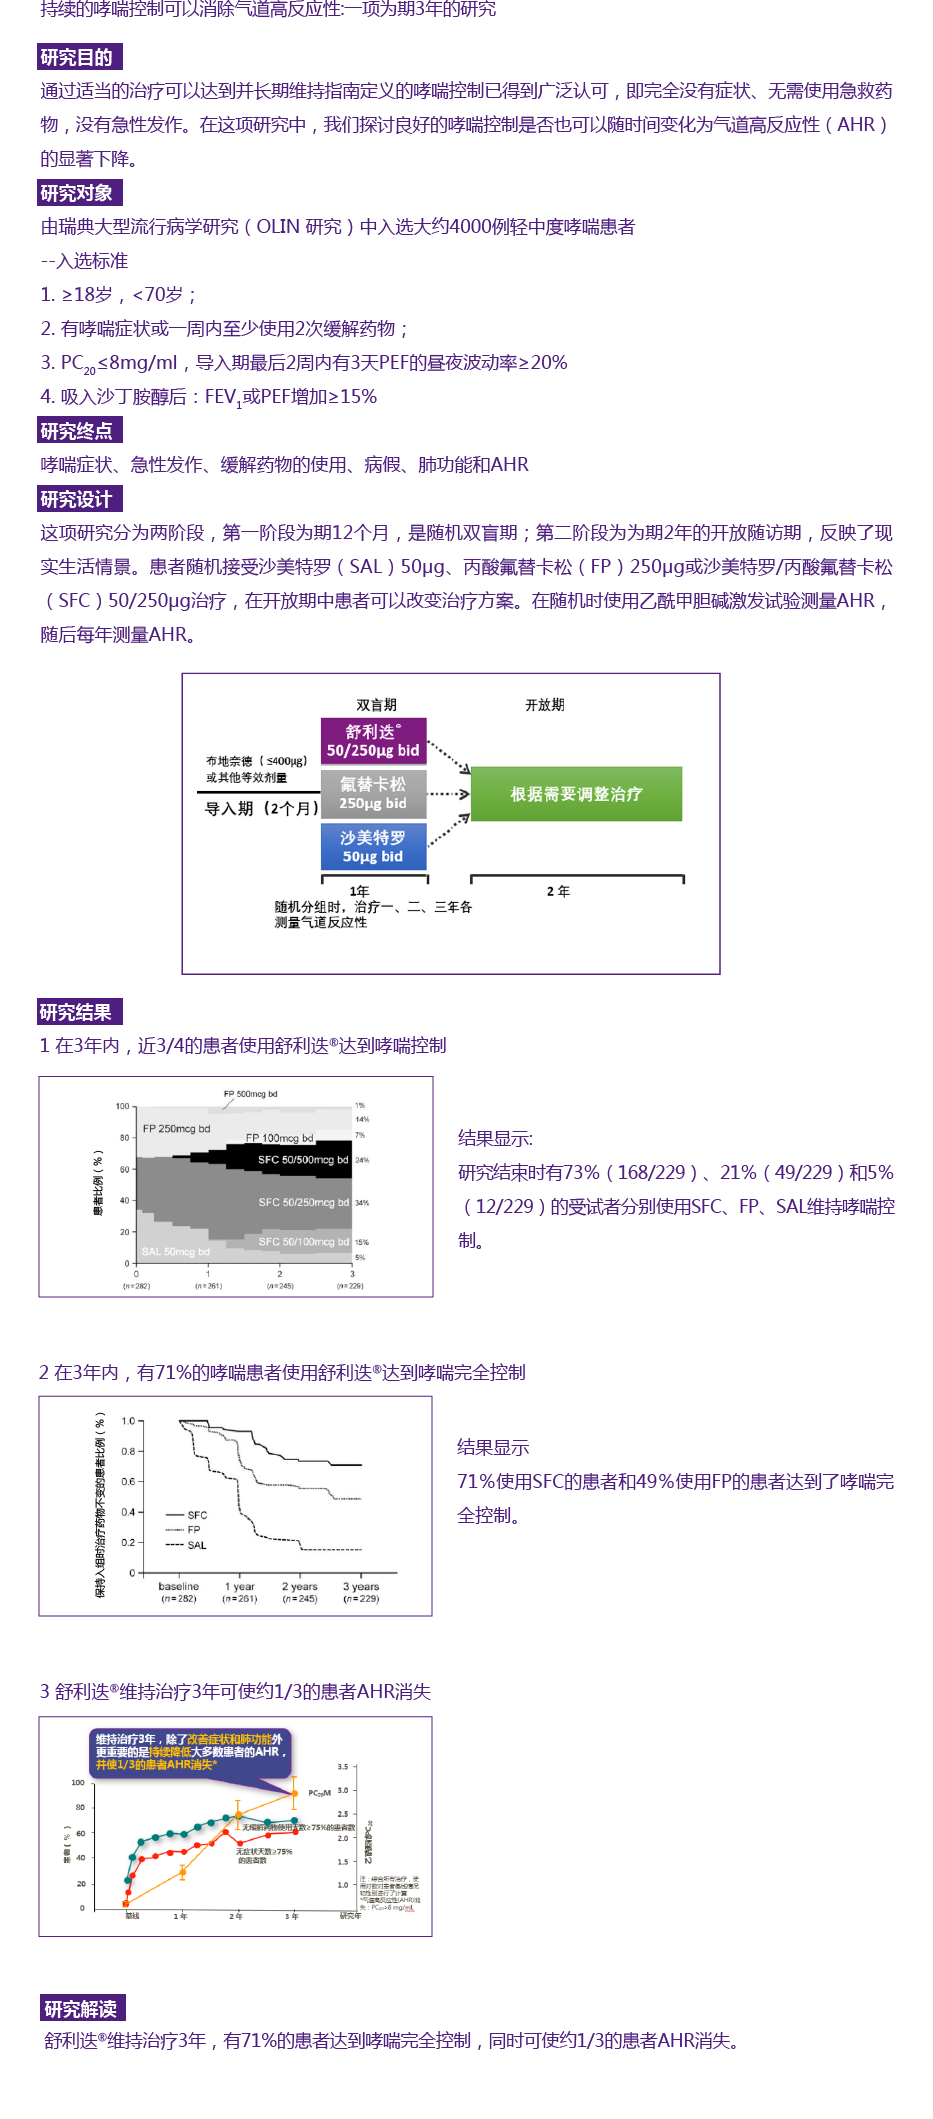 持续的哮喘控制可以消除气道高反应性:一项为期3年的研究
研究目的
通过适当的治疗可以达到并长期维持指南定义的哮喘控制已得到广泛认可，即完全没有症状、无需使用急救药
物，没有急性发作。在这项研究中，我们探讨良好的哮喘控制是否也可以随时间变化为气道高反应性（AHR）
的显著下降。
研究对象
由瑞典大型流行病学研究（OLIN 研究）中入选大约4000例轻中度哮喘患者
--入选标准
1. ≥18岁，<70岁；
2. 有哮喘症状或一周内至少使用2次缓解药物；
3. PC20≤8mg/ml，导入期最后2周内有3天PEF的昼夜波动率≥20%
4. 吸入沙丁胺醇后：FEV1或PEF增加≥15%
研究终点
哮喘症状、急性发作、缓解药物的使用、病假、肺功能和AHR
研究设计
这项研究分为两阶段，第一阶段为期12个月，是随机双盲期；第二阶段为为期2年的开放随访期，反映了现
实生活情景。患者随机接受沙美特罗（SAL）50μg、丙酸氟替卡松（FP）250μg或沙美特罗/丙酸氟替卡松
（SFC）50/250μg治疗，在开放期中患者可以改变治疗方案。在随机时使用乙酰甲胆碱激发试验测量AHR，
随后每年测量AHR。
双盲期
开放期
舒利迭®
50/250μg bid
布地奈德（≤400μg）
或其他等效剂量
导入期（2个月）
氟替卡松
250μg bid
根据需要调整治疗
沙美特罗
50μg bid
1年
2 年
随机分组时，治疗一、二、三年各
测量气道反应性
研究结果
1 在3年内，近3/4的患者使用舒利迭®达到哮喘控制
患者比例（%）
100
80
60
40
20
0
FP 500mcg bd
FP 250mcg bd
FP 100mcg bd
SFC 50/500mcg bd
SFC 50/250mcg bd
SFC 50/100mcg bd
SAL 50mcg bd
1%
14%
7%
24%
34%
15%
5%
0 1 2 3
(n=282) (n=261) (n=245) (n=229)
结果显示:
研究结束时有73%（168/229）、21%（49/229）和5%
（12/229）的受试者分别使用SFC、FP、SAL维持哮喘控
制。
2 在3年内，有71%的哮喘患者使用舒利迭®达到哮喘完全控制
保持入组时治疗药物不变的患者比例（%）
1.0
0.8
0.6
0.4
0.2
0
SFC
FP
SAL
baseline 1 year 2 years 3 years
(n=282) (n=261) (n=245) (n=229)
结果显示
71%使用SFC的患者和49%使用FP的患者达到了哮喘完
全控制。
3 舒利迭®维持治疗3年可使约1/3的患者AHR消失
维持治疗3年，除了改善症状和肺功能外
更重要的是持续降低大多数患者的AHR，
并使1/3的患者AHR消失*
患者（%）
100
80
60
40
20
0
3.5
3.0
2.5
2.0
1.5
1.0
PC20M
无缓解药物使用天数≥75%的患者数
无症状天数≥75%
的患者数
*气道高反应性(AHR)消
失：PC20>8 mg/mL
基线 1 年 2 年 3 年 研究年
研究解读
舒利迭®维持治疗3年，有71%的患者达到哮喘完全控制，同时可使约1/3的患者AHR消失。